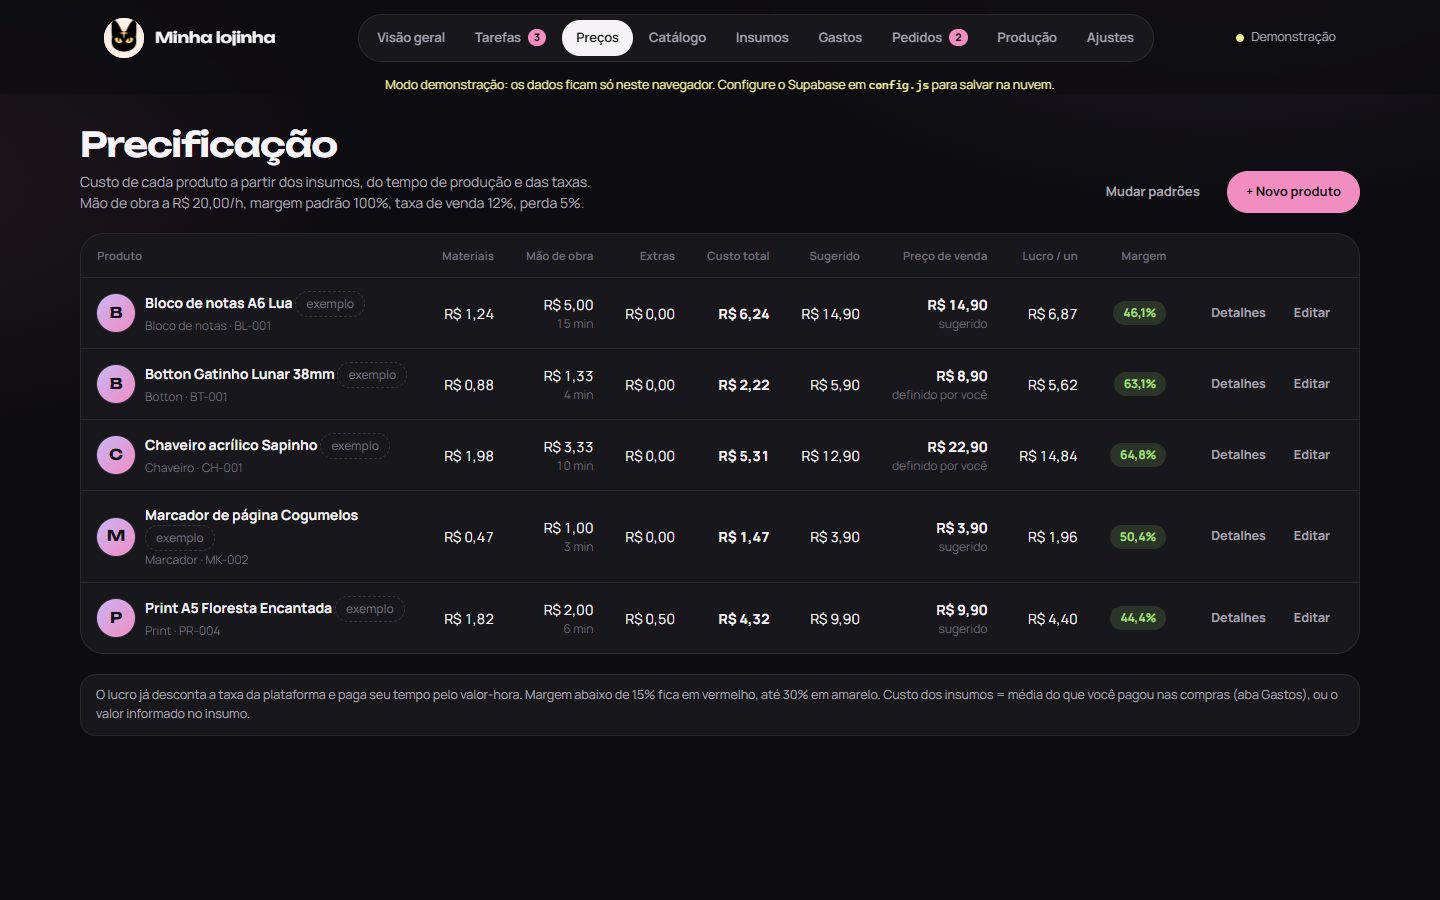 Minha lojinha
Visão geral
Tarefas 3
Preços
Catálogo
Insumos
Gastos
Pedidos 2
Produção
Ajustes
Demonstração
Modo demonstração: os dados ficam só neste navegador. Configure o Supabase em config.js para salvar na nuvem.
Precificação
Custo de cada produto a partir dos insumos, do tempo de produção e das taxas.
Mão de obra a R$ 20,00/h, margem padrão 100%, taxa de venda 12%, perda 5%.
Mudar padrões
+ Novo produto
Produto Materiais Mão de obra Extras Custo total Sugerido Preço de venda Lucro / un Margem
B Bloco de notas A6 Lua exemplo R$ 1,24 R$ 5,00 R$ 0,00 R$ 6,24 R$ 14,90 R$ 14,90 R$ 6,87 46,1% Detalhes Editar
Bloco de notas · BL-001 15 min sugerido
B Botton Gatinho Lunar 38mm exemplo R$ 0,88 R$ 1,33 R$ 0,00 R$ 2,22 R$ 5,90 R$ 8,90 R$ 5,62 63,1% Detalhes Editar
Botton · BT-001 4 min definido por você
C Chaveiro acrílico Sapinho exemplo R$ 1,98 R$ 3,33 R$ 0,00 R$ 5,31 R$ 12,90 R$ 22,90 R$ 14,84 64,8% Detalhes Editar
Chaveiro · CH-001 10 min definido por você
M Marcador de página Cogumelos R$ 0,47 R$ 1,00 R$ 0,00 R$ 1,47 R$ 3,90 R$ 3,90 R$ 1,96 50,4% Detalhes Editar
exemplo 3 min sugerido
Marcador · MK-002
P Print A5 Floresta Encantada exemplo R$ 1,82 R$ 2,00 R$ 0,50 R$ 4,32 R$ 9,90 R$ 9,90 R$ 4,40 44,4% Detalhes Editar
Print · PR-004 6 min sugerido
O lucro já desconta a taxa da plataforma e paga seu tempo pelo valor-hora. Margem abaixo de 15% fica em vermelho, até 30% em amarelo. Custo dos insumos = média do que você pagou nas compras (aba Gastos), ou o
valor informado no insumo.